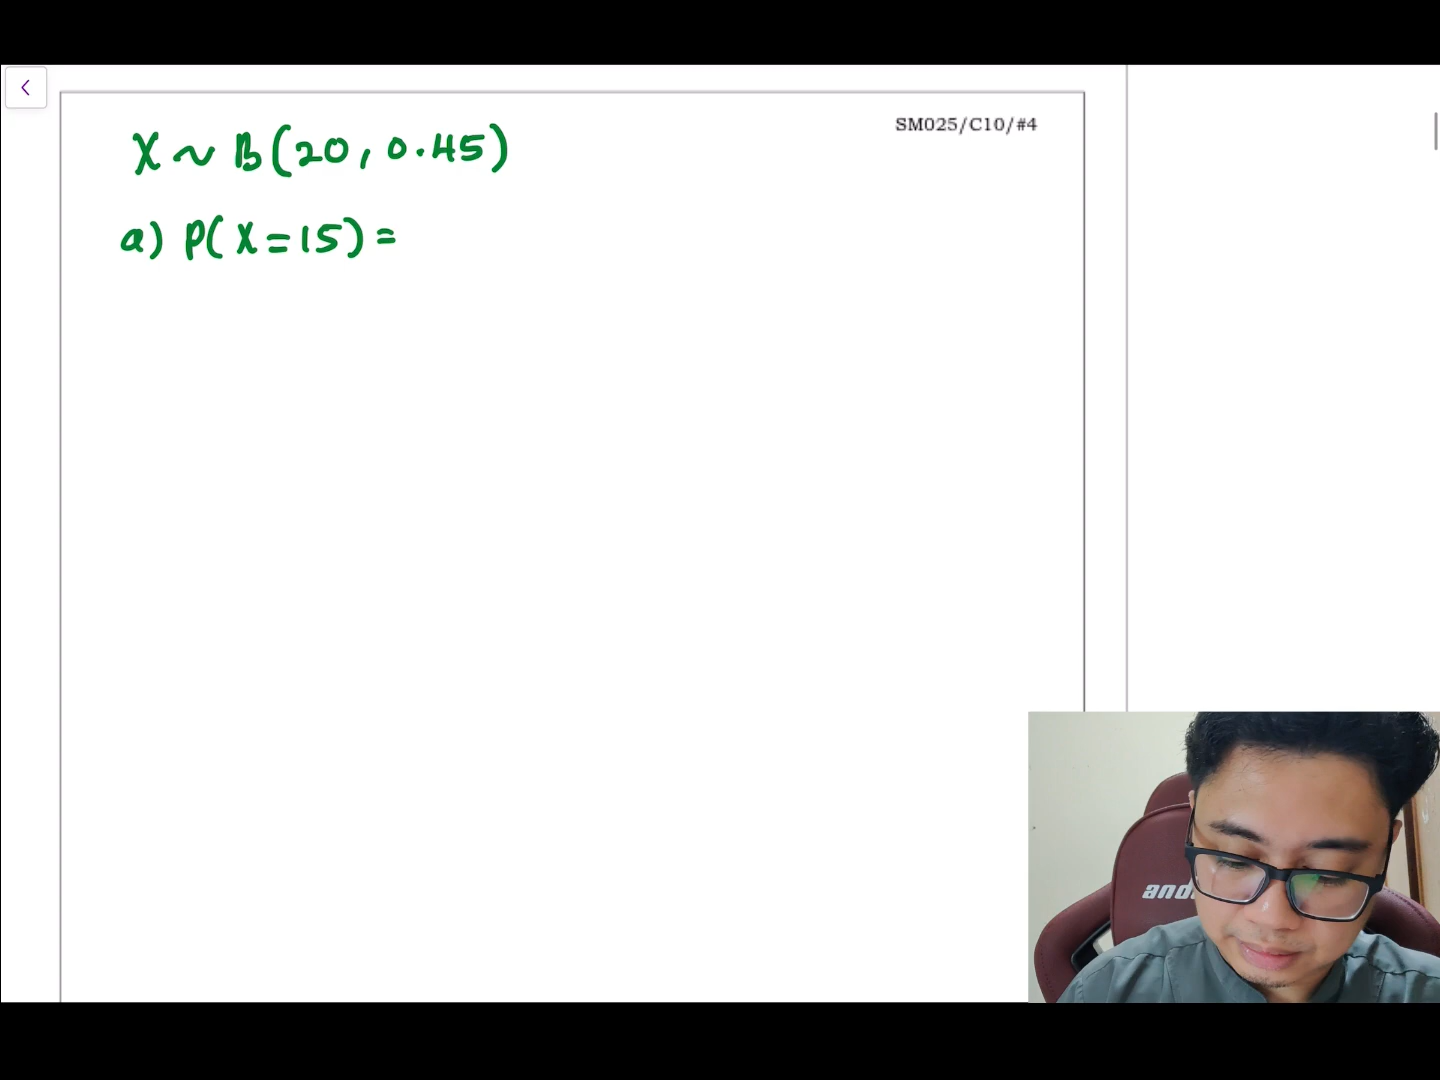 SM025/C10/#4
X ~ B(20, 0.45)
a) P(X=15) =